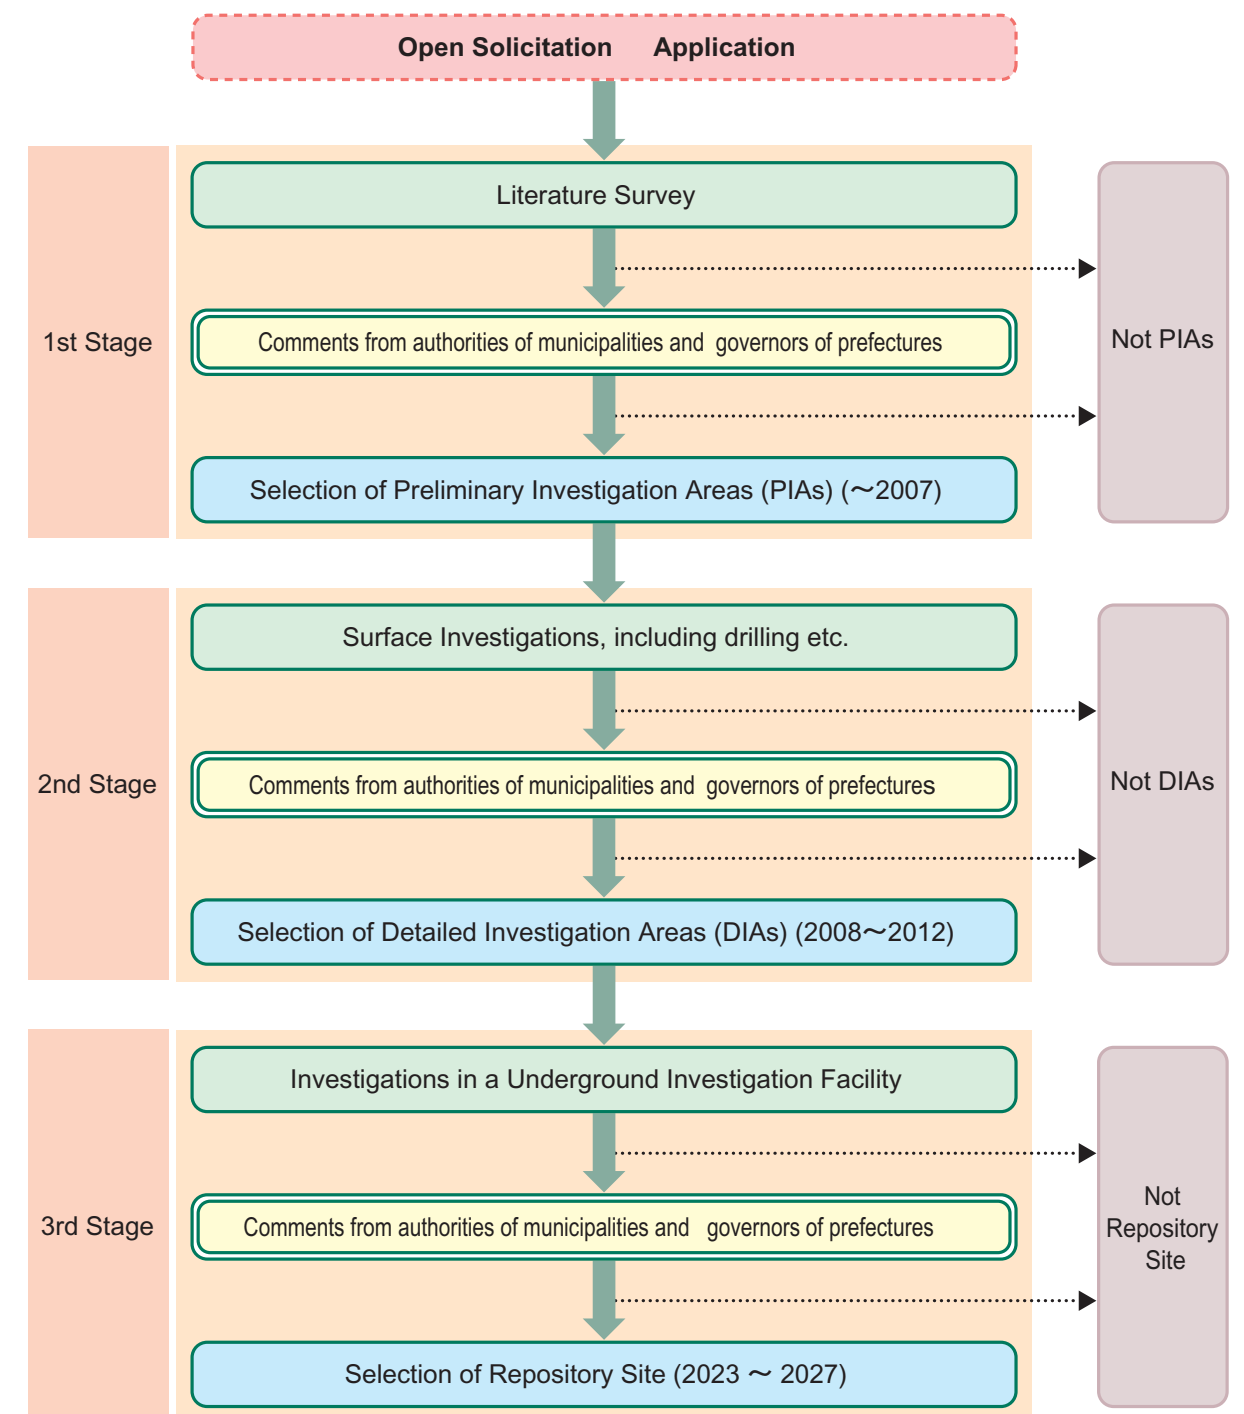 Open Solicitation Application
Literature Survey
1st Stage
Comments from authorities of municipalities and governors of prefectures
Not PIAs
Selection of Preliminary Investigation Areas (PIAs) (～2007)
Surface Investigations, including drilling etc.
2nd Stage
Comments from authorities of municipalities and governors of prefectures
Not DIAs
Selection of Detailed Investigation Areas (DIAs) (2008～2012)
Investigations in a Underground Investigation Facility
3rd Stage
Comments from authorities of municipalities and governors of prefectures
Not
Repository
Site
Selection of Repository Site (2023 ～ 2027)